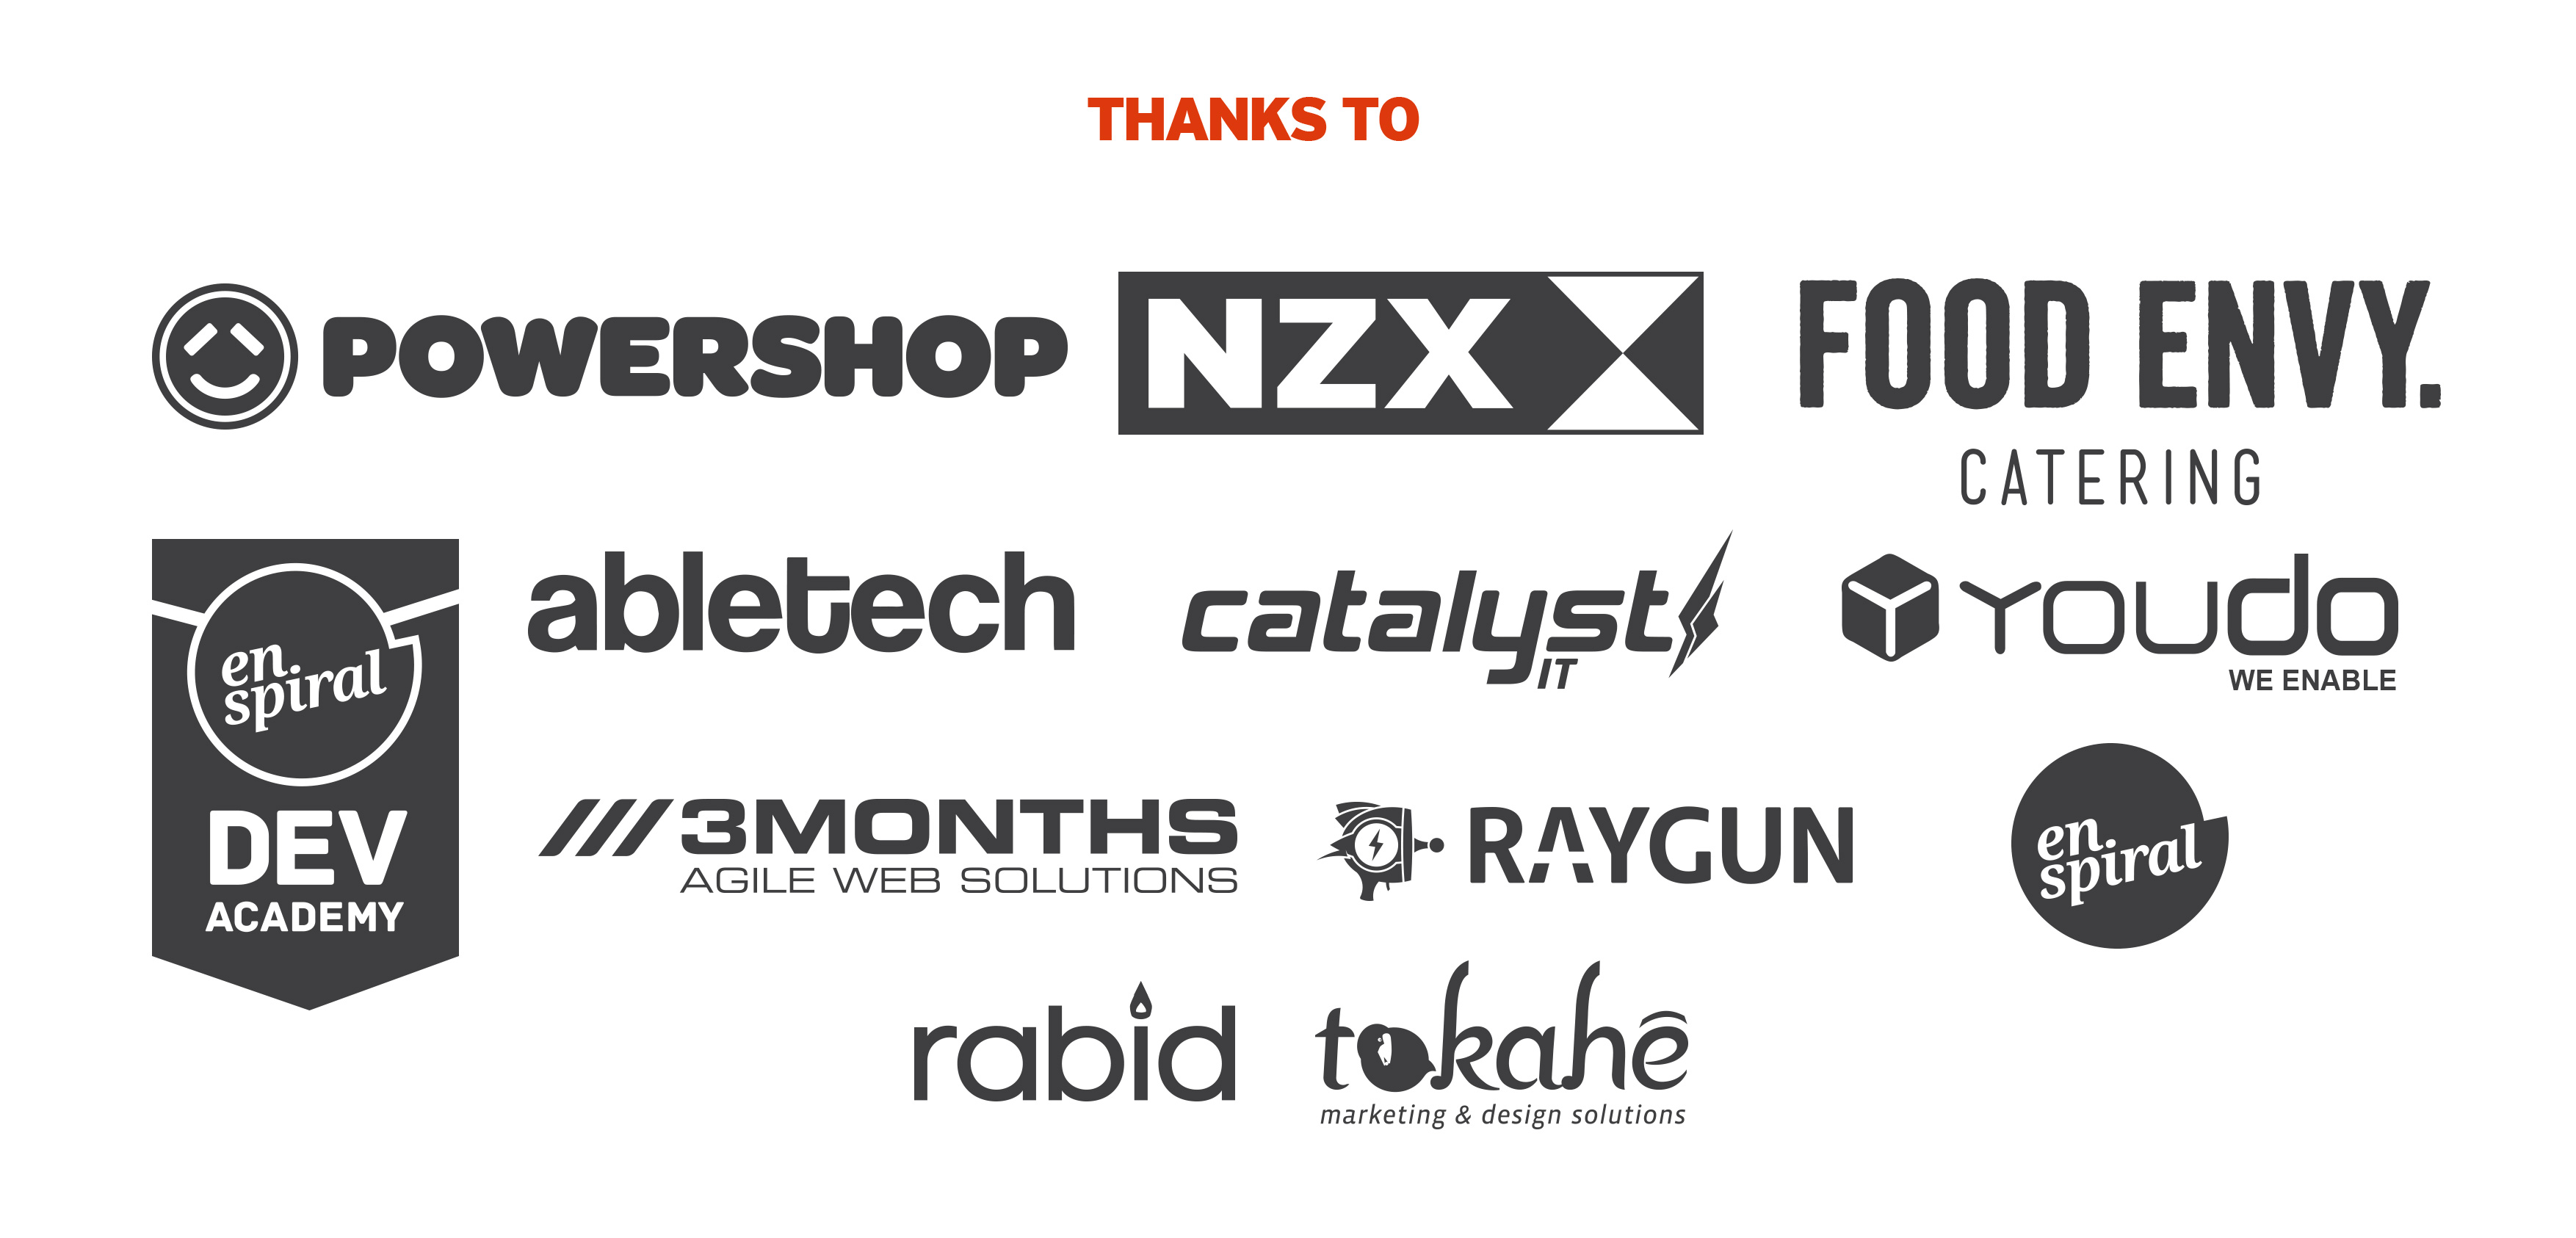 THANKS TO
POWERSHOP
NZX
FOOD ENVY.
CATERING
en
spiral
DEV
ACADEMY
abletech
catalyst
IT
youdo
WE ENABLE
3MONTHS
AGILE WEB SOLUTIONS
RAYGUN
en
spiral
rabid
tokahê
marketing & design solutions